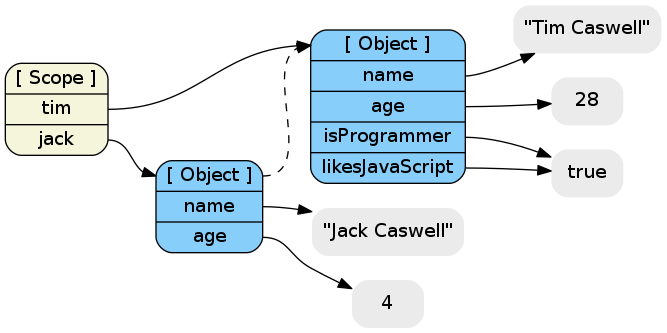 [ Scope ]
tim
jack
[ Object ]
name
age
isProgrammer
likesJavaScript
"Tim Caswell"
28
true
[ Object ]
name
age
"Jack Caswell"
4